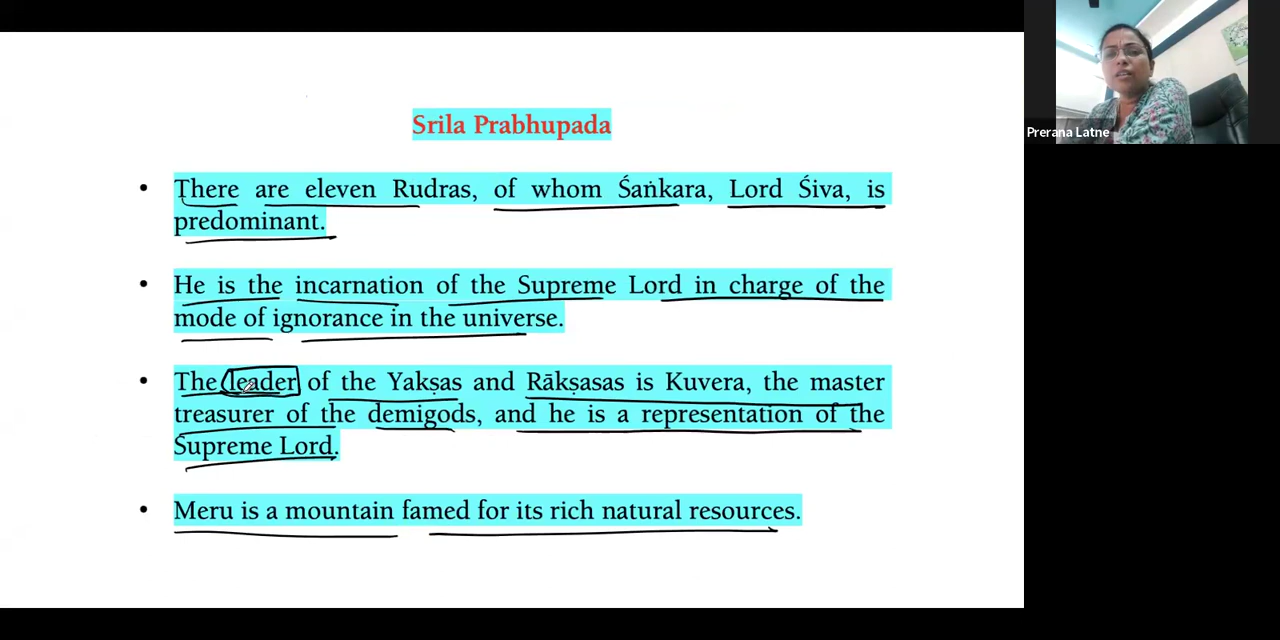 Srila Prabhupada
• There are eleven Rudras, of whom Śaṅkara, Lord Śiva, is
predominant.
• He is the incarnation of the Supreme Lord in charge of the
mode of ignorance in the universe.
• The leader of the Yakṣas and Rākṣasas is Kuvera, the master
treasurer of the demigods, and he is a representation of the
Supreme Lord.
• Meru is a mountain famed for its rich natural resources.
Prerana Latne